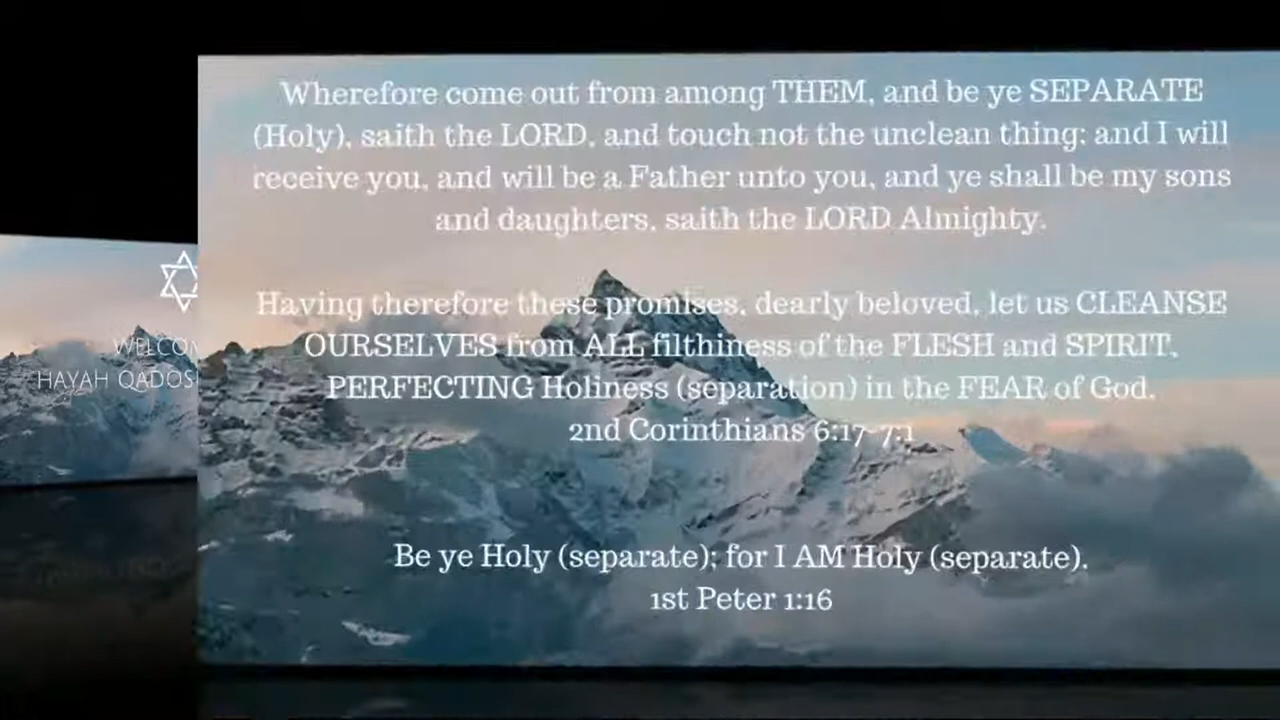 Wherefore come out from among THEM, and be ye SEPARATE
(Holy), saith the LORD, and touch not the unclean thing; and I will
receive you, and will be a Father unto you, and ye shall be my sons
and daughters, saith the LORD Almighty.
Having therefore these promises, dearly beloved, let us CLEANSE
OURSELVES from ALL filthiness of the FLESH and SPIRIT,
PERFECTING Holiness (separation) in the FEAR of God.
2nd Corinthians 6:17-7:1
Be ye Holy (separate); for I AM Holy (separate).
1st Peter 1:16
HAYAH